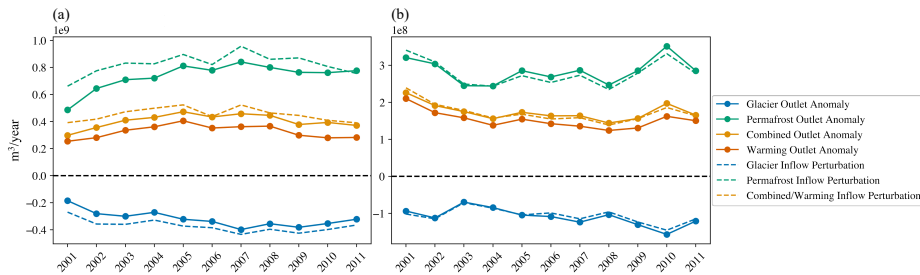 (a)
(b)
1e9
1e8
1.0
0.8
0.6
0.4
0.2
0.0
−0.2
−0.4
m³/year
3
2
1
0
−1
2001 2002 2003 2004 2005 2006 2007 2008 2009 2010 2011
2001 2002 2003 2004 2005 2006 2007 2008 2009 2010 2011
Glacier Outlet Anomaly
Permafrost Outlet Anomaly
Combined Outlet Anomaly
Warming Outlet Anomaly
Glacier Inflow Perturbation
Permafrost Inflow Perturbation
Combined/Warming Inflow Perturbation